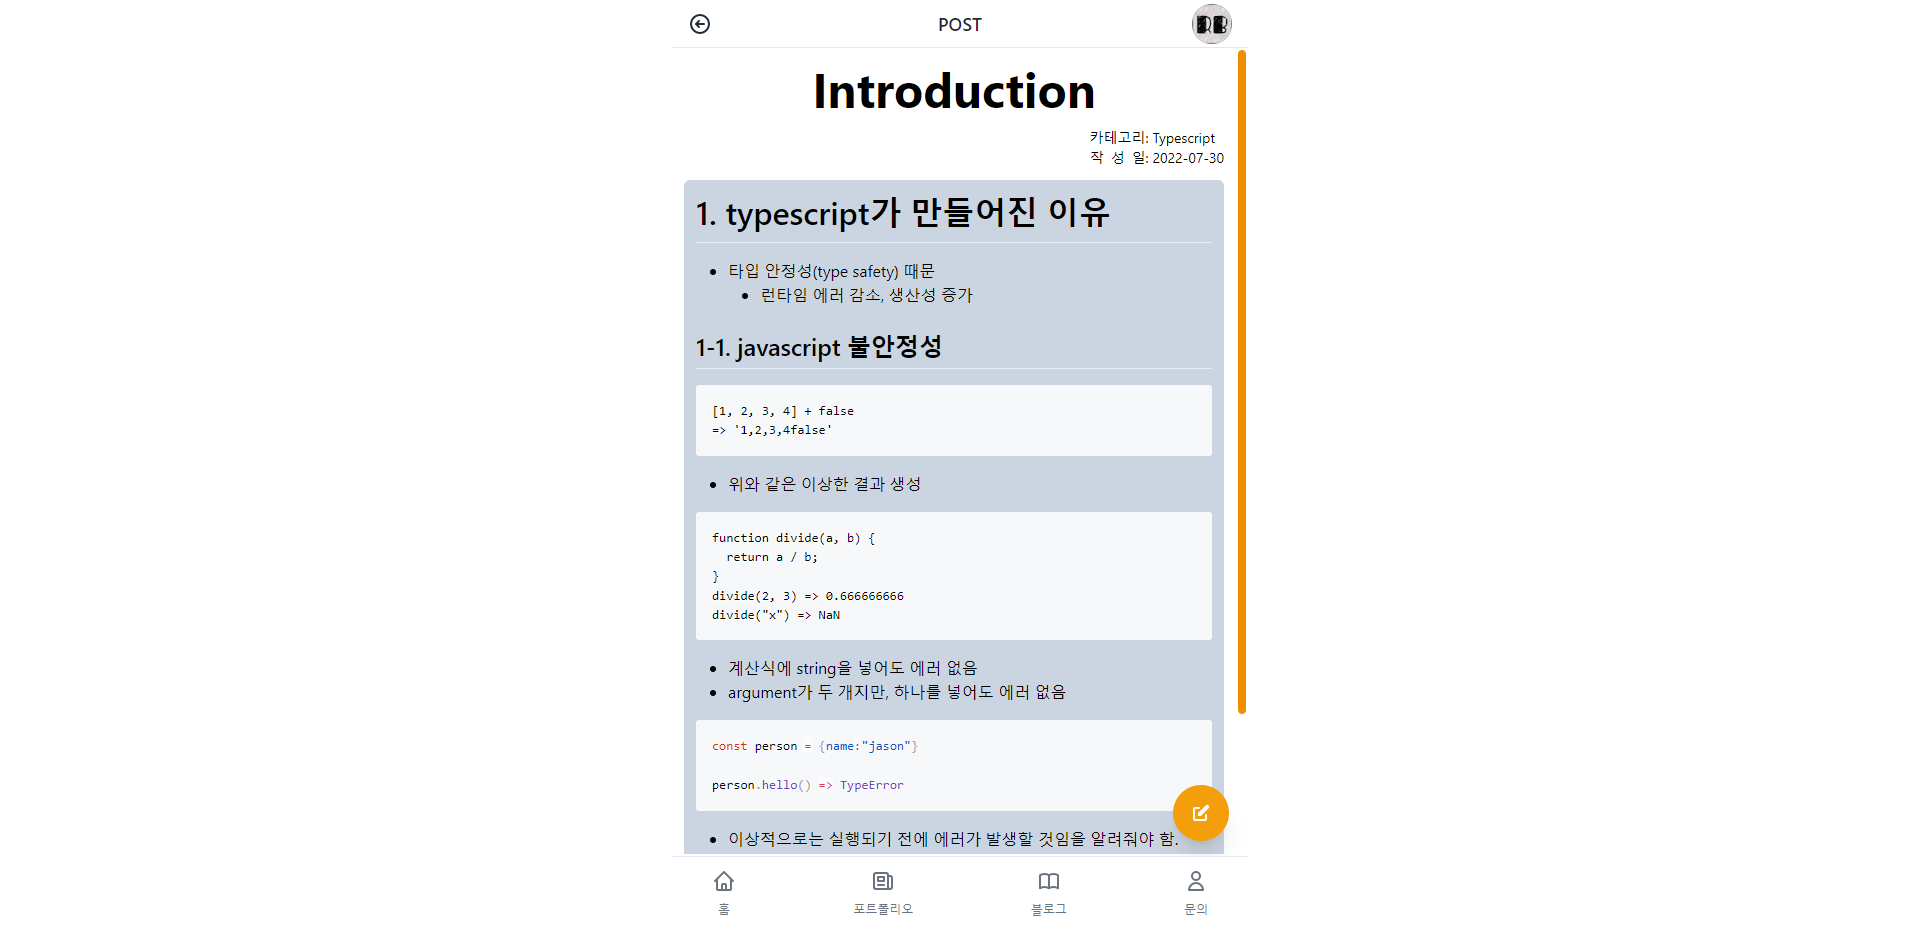 POST
Introduction
카테고리: Typescript
작 성 일: 2022-07-30
1. typescript가 만들어진 이유
타입 안정성(type safety) 때문
런타임 에러 감소, 생산성 증가
1-1. javascript 불안정성
[1, 2, 3, 4] + false
=> '1,2,3,4false'
위와 같은 이상한 결과 생성
function divide(a, b) {
  return a / b;
}
divide(2, 3) => 0.666666666
divide("x") => NaN
계산식에 string을 넣어도 에러 없음
argument가 두 개지만, 하나를 넣어도 에러 없음
const person = {name:"jason"}
person.hello() => TypeError
이상적으로는 실행되기 전에 에러가 발생할 것임을 알려줘야 함.
홈
포트폴리오
블로그
문의